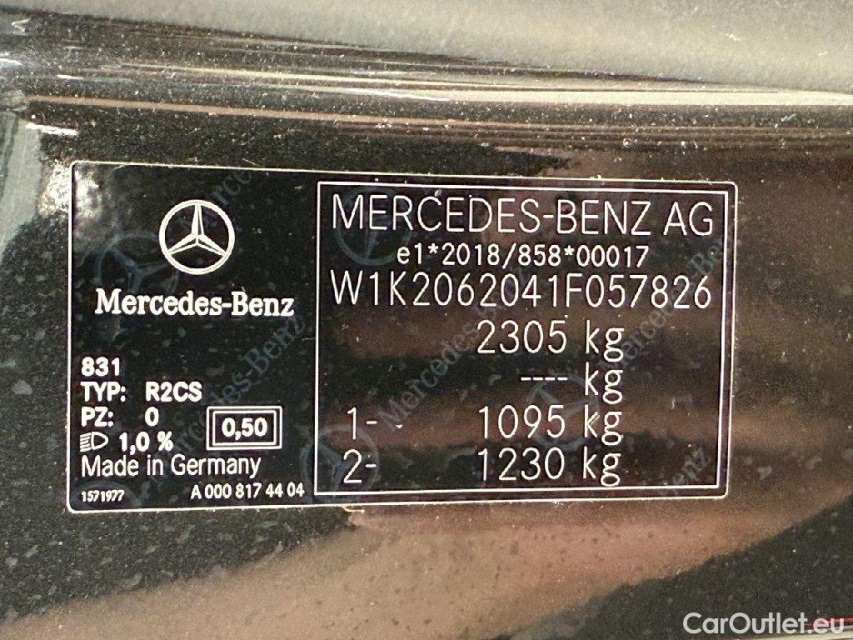 Mercedes-Benz
831
TYP: R2CS
PZ: 0
1,0 %
0,50
Made in Germany
1571977
A 000 817 44 04
MERCEDES-BENZ AG
e1*2018/858*00017
W1K2062041F057826
2305 kg
---- kg
1- 1095 kg
2- 1230 kg
CarOutlet.eu